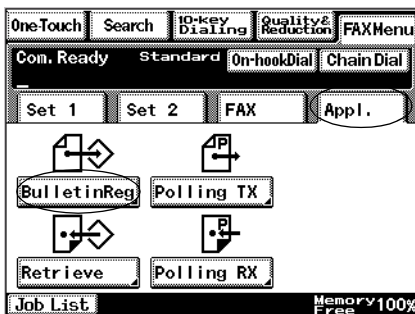 One-Touch Search 10-key Dialing Quality& Reduction FAXMenu
Com. Ready Standard On-hookDial Chain Dial
Set 1 Set 2 FAX Appl.
P
BulletinReg Polling TX
P
Retrieve Polling RX
Job List Memory Free 100%